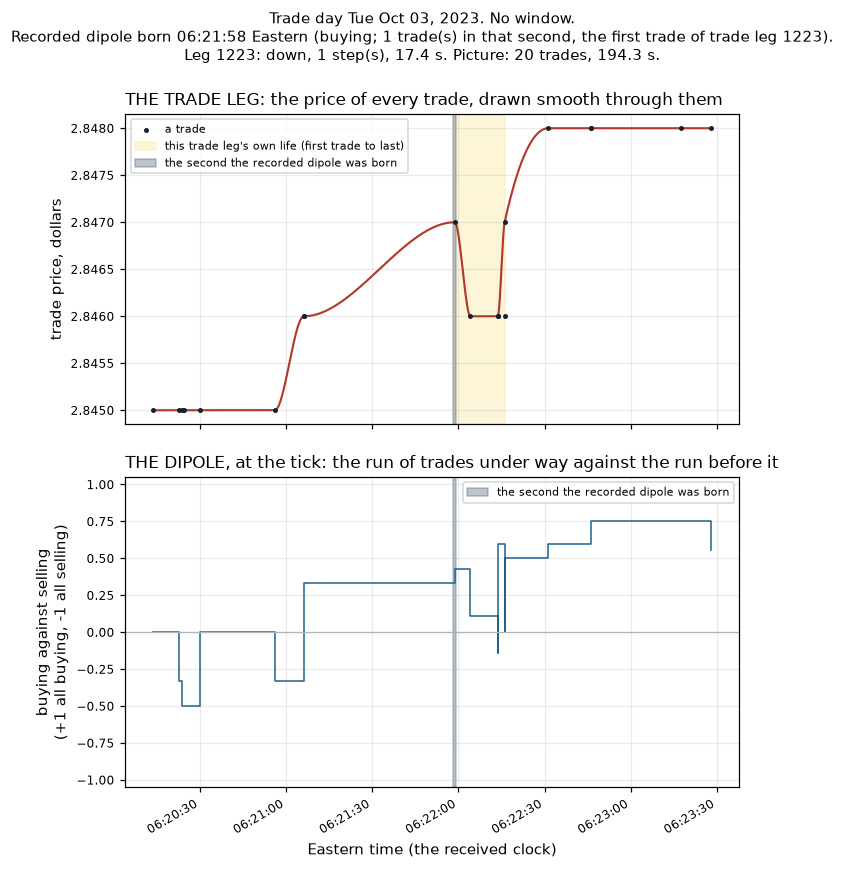 Trade day Tue Oct 03, 2023. No window.
Recorded dipole born 06:21:58 Eastern (buying; 1 trade(s) in that second, the first trade of trade leg 1223).
Leg 1223: down, 1 step(s), 17.4 s. Picture: 20 trades, 194.3 s.
THE TRADE LEG: the price of every trade, drawn smooth through them
a trade
this trade leg's own life (first trade to last)
the second the recorded dipole was born
2.8480
2.8475
2.8470
2.8465
2.8460
2.8455
2.8450
trade price, dollars
THE DIPOLE, at the tick: the run of trades under way against the run before it
the second the recorded dipole was born
1.00
0.75
0.50
0.25
0.00
−0.25
−0.50
−0.75
−1.00
buying against selling
(+1 all buying, -1 all selling)
06:20:30
06:21:00
06:21:30
06:22:00
06:22:30
06:23:00
06:23:30
Eastern time (the received clock)